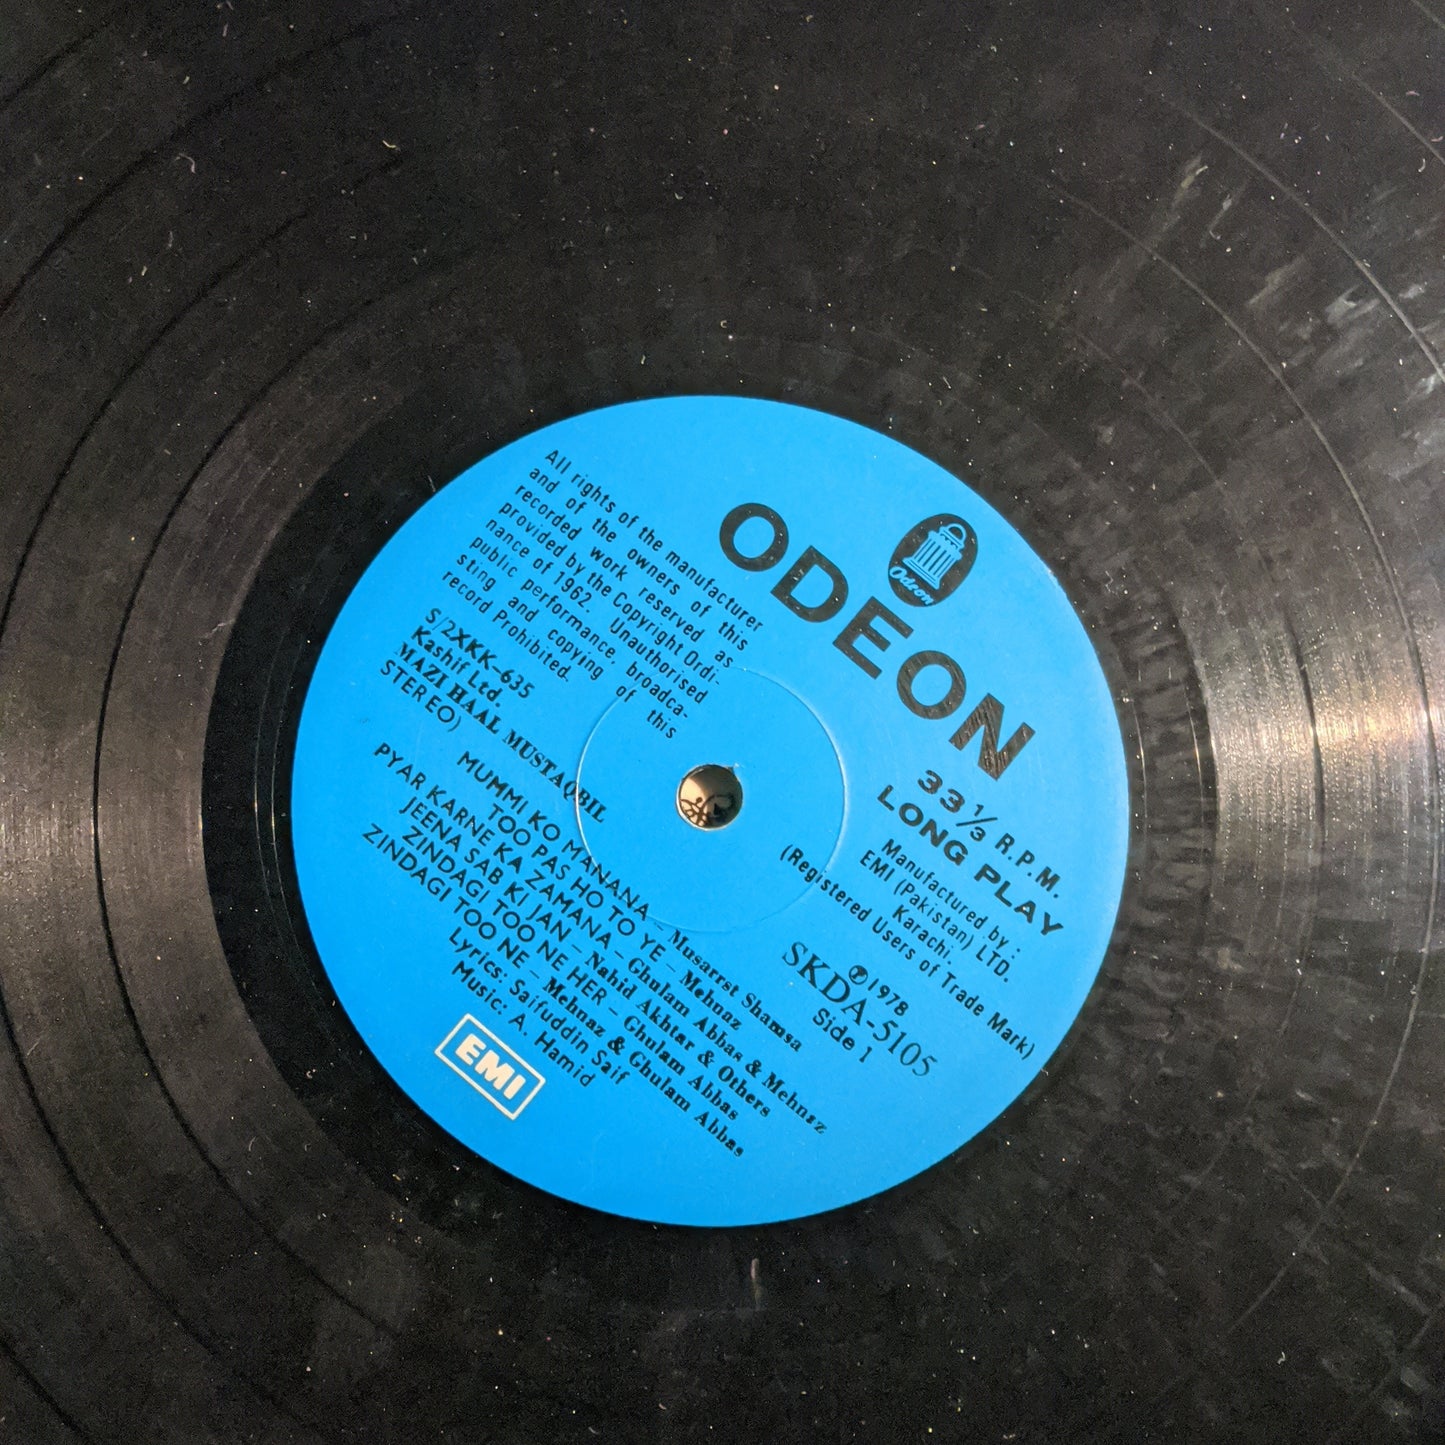 Odeon
ODEON
33 1/3 R.P.M.
LONG PLAY
Manufactured by :
EMI (Pakistan) LTD.
Karachi.
(Registered Users of Trade Mark)
All rights of the manufacturer
and of the owners of this
recorded work reserved as
provided by the Copyright Ordi-
nance of 1962. Unauthorised
public performance, broadca-
sting and copying of this
record Prohibited.
S/2XKK-635
Kashif Ltd.
MAZI HAAL MUSTAQBIL
STEREO)
℗1978
SKDA-5105
Side 1
MUMMI KO MANANA – Musarrst Shamsa
TOO PAS HO TO YE – Mehnaz
PYAR KARNE KA ZAMANA – Ghulam Abbas & Mehnaz
JEENA SAB KI JAN – Nahid Akhtar & Others
ZINDAGI TOO NE HER – Ghulam Abbas
ZINDAGI TOO NE – Mehnaz & Ghulam Abbas
Lyrics: Saifuddin Saif
Music: A. Hamid
EMI